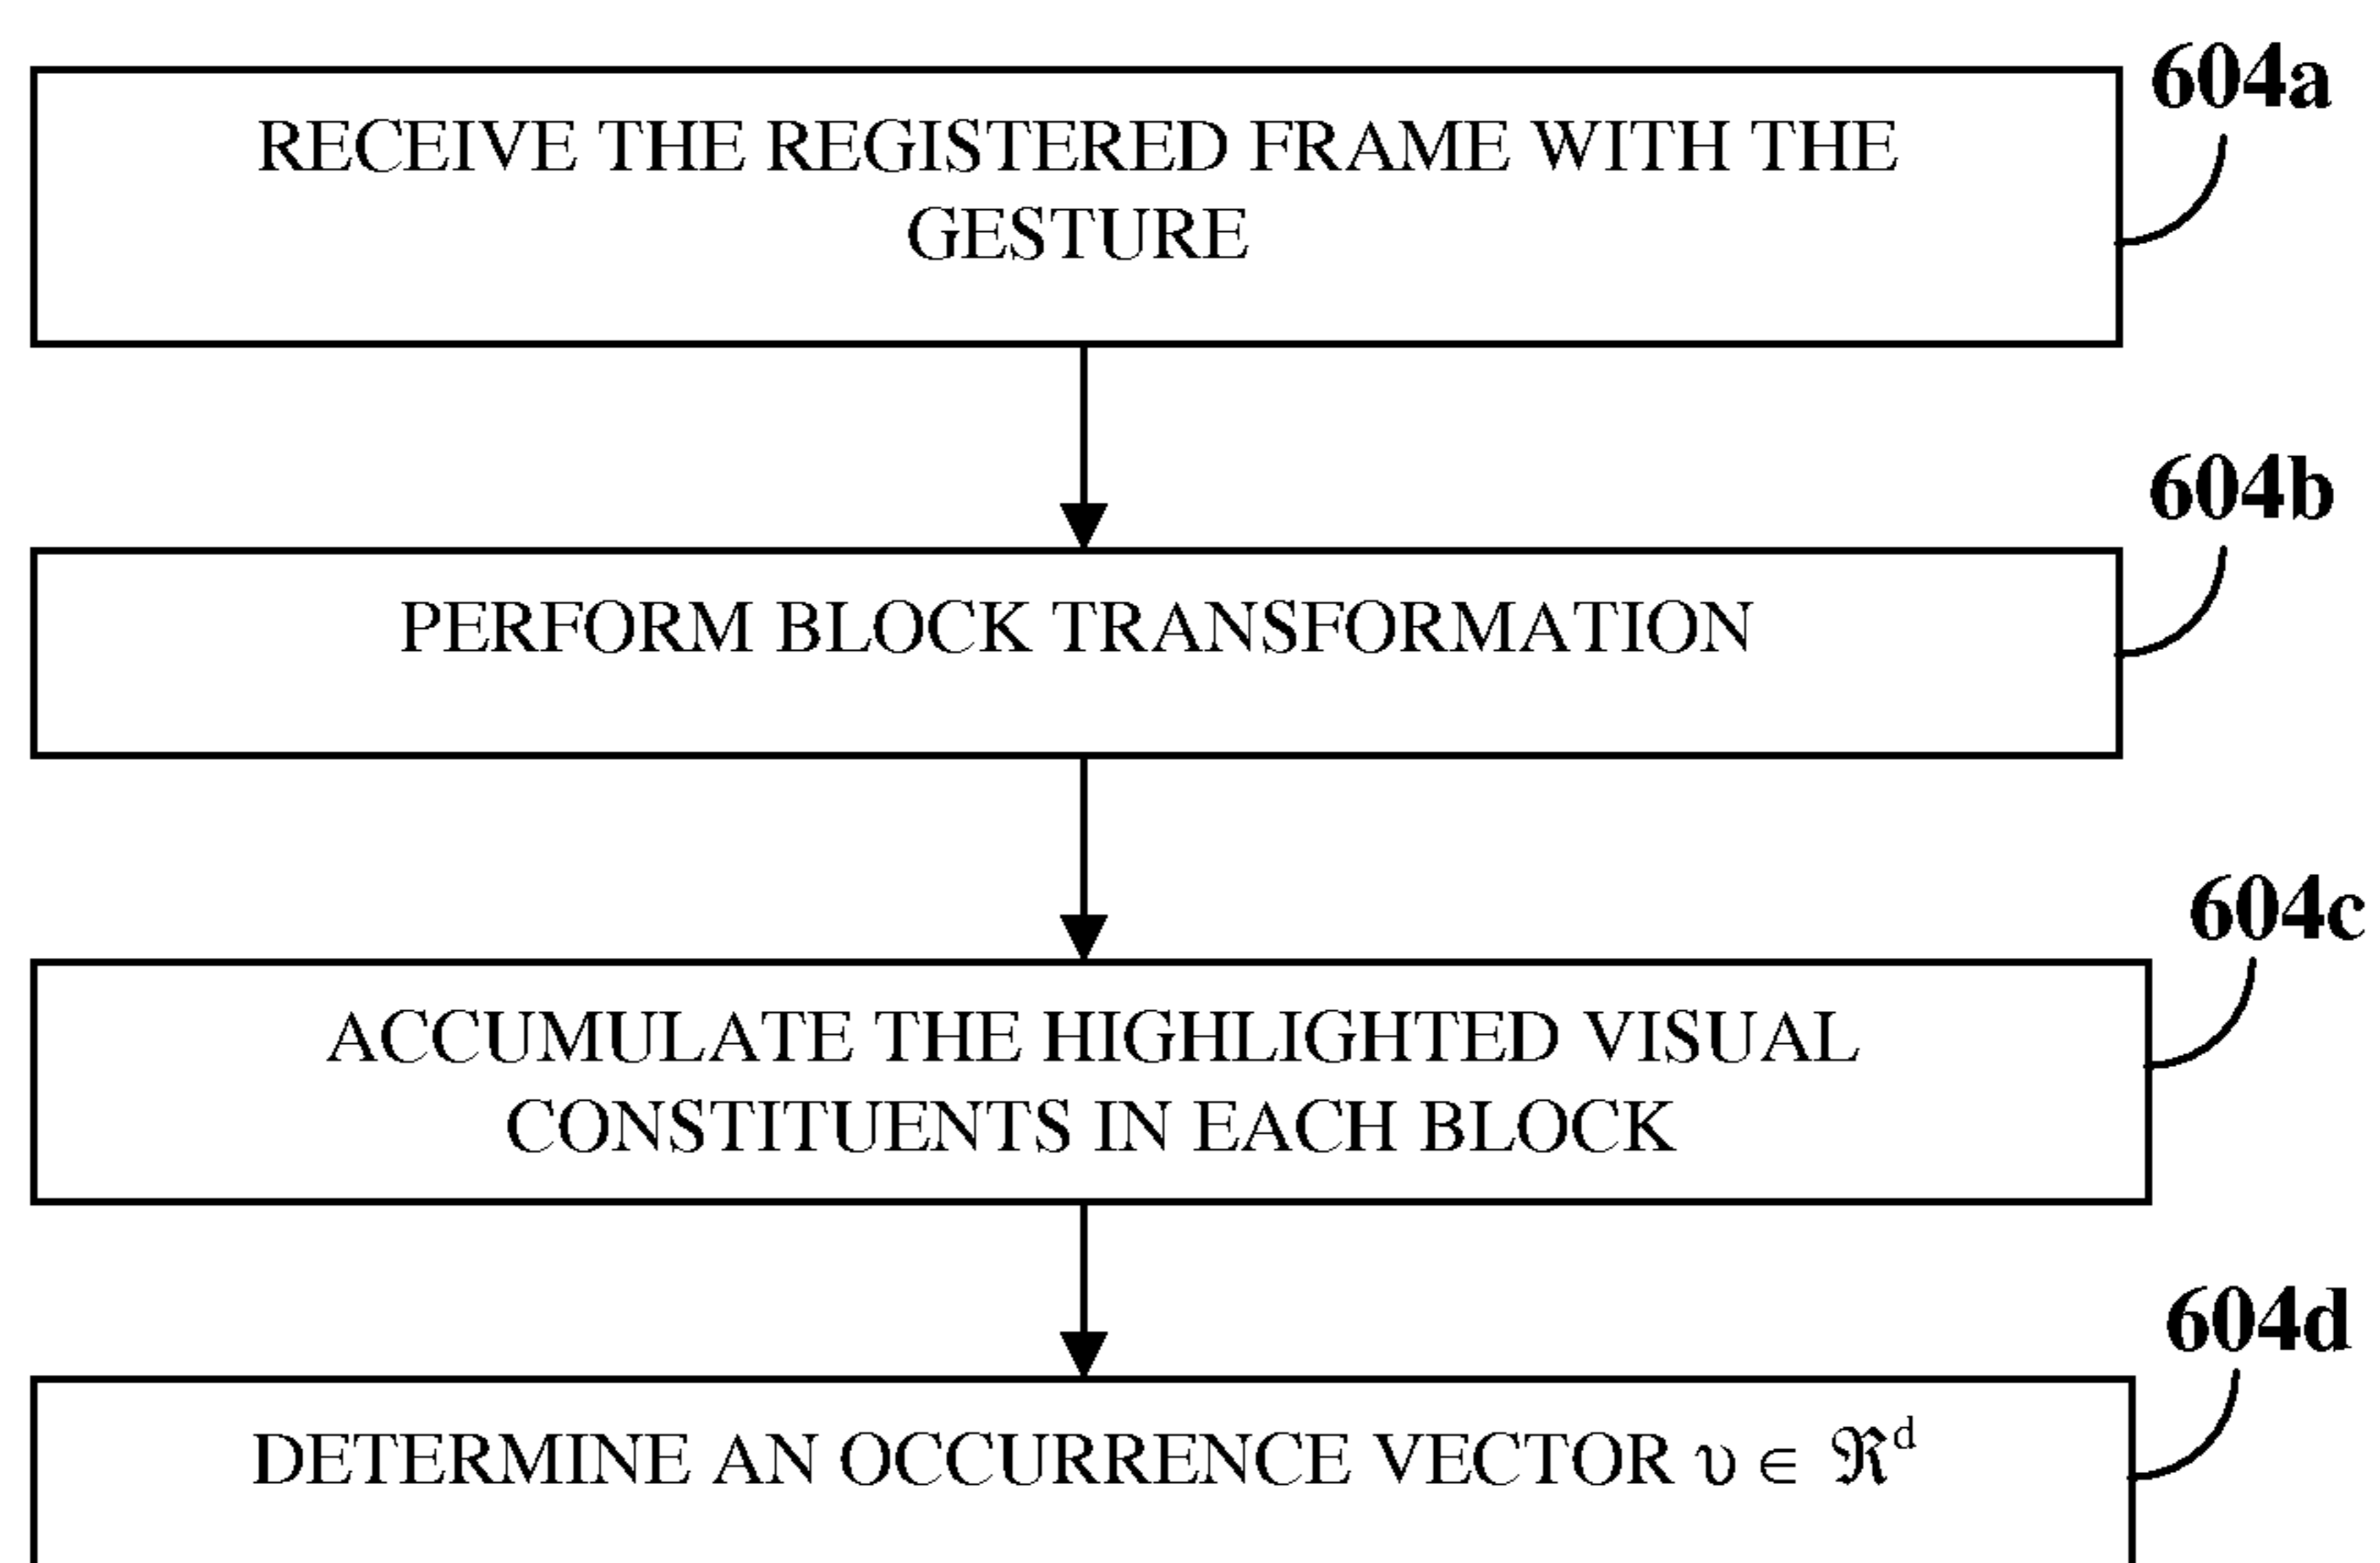 604a
RECEIVE THE REGISTERED FRAME WITH THE
GESTURE
604b
PERFORM BLOCK TRANSFORMATION
604c
ACCUMULATE THE HIGHLIGHTED VISUAL
CONSTITUENTS IN EACH BLOCK
604d
DETERMINE AN OCCURRENCE VECTOR υ ∈ ℜᵈ